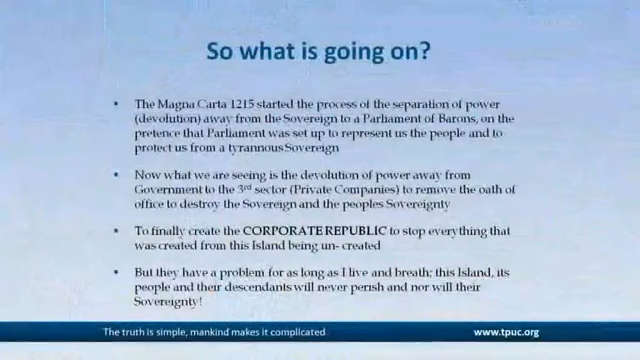 So what is going on?
The Magna Carta 1215 started the process of the separation of power
(devolution) away from the Sovereign to a Parliament of Barons, on the
pretence that Parliament was set up to represent us the people and to
protect us from a tyrannous Sovereign
Now what we are seeing is the devolution of power away from
Government to the 3rd sector (Private Companies) to remove the oath of
office to destroy the Sovereign and the peoples Sovereignty
To finally create the CORPORATE REPUBLIC to stop everything that
was created from this Island being un- created
But they have a problem for as long as I live and breath; this Island, its
people and their descendants will never perish and nor will their
Sovereignty!
The truth is simple, mankind makes it complicated
www.tpuc.org